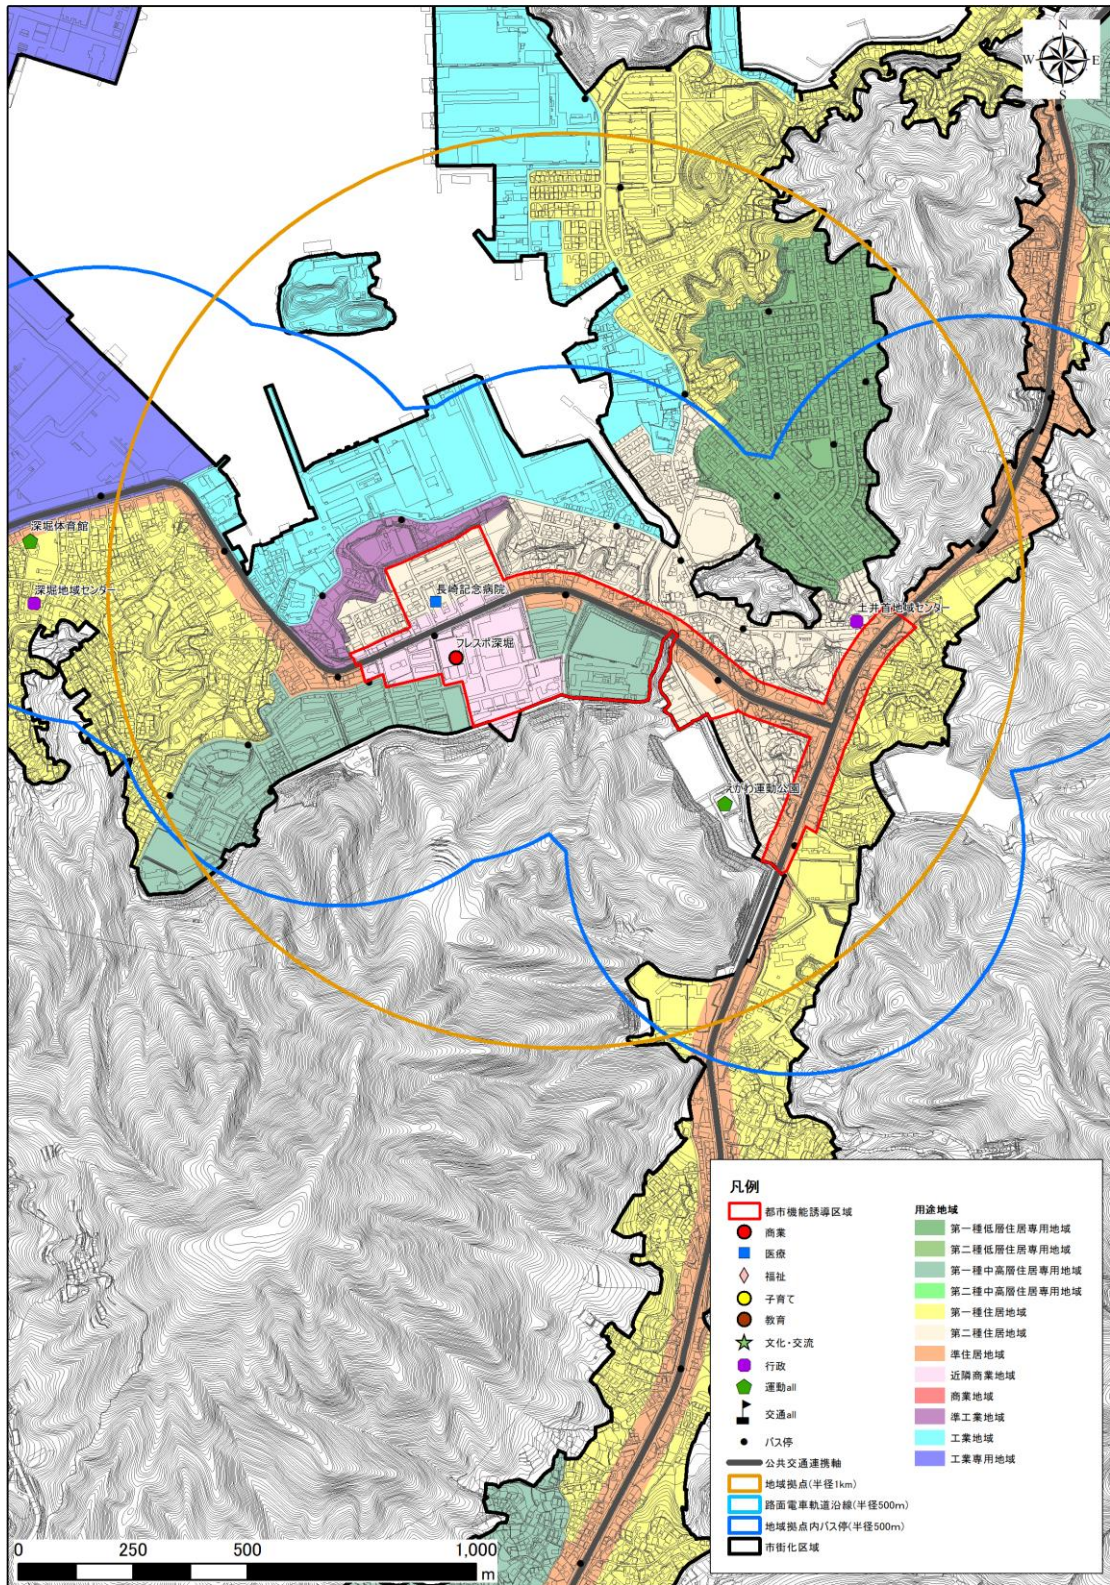 N
W
E
S
深堀体育館
深堀地域センター
長崎記念病院
フレスポ深堀
土井首地域センター
えかわ運動公園
凡例
都市機能誘導区域
商業
医療
福祉
子育て
教育
文化・交流
行政
運動all
交通all
バス停
公共交通連携軸
地域拠点(半径1km)
路面電車軌道沿線(半径500m)
地域拠点内バス停(半径500m)
市街化区域
用途地域
第一種低層住居専用地域
第二種低層住居専用地域
第一種中高層住居専用地域
第二種中高層住居専用地域
第一種住居地域
第二種住居地域
準住居地域
近隣商業地域
商業地域
準工業地域
工業地域
工業専用地域
0 250 500 1,000
m